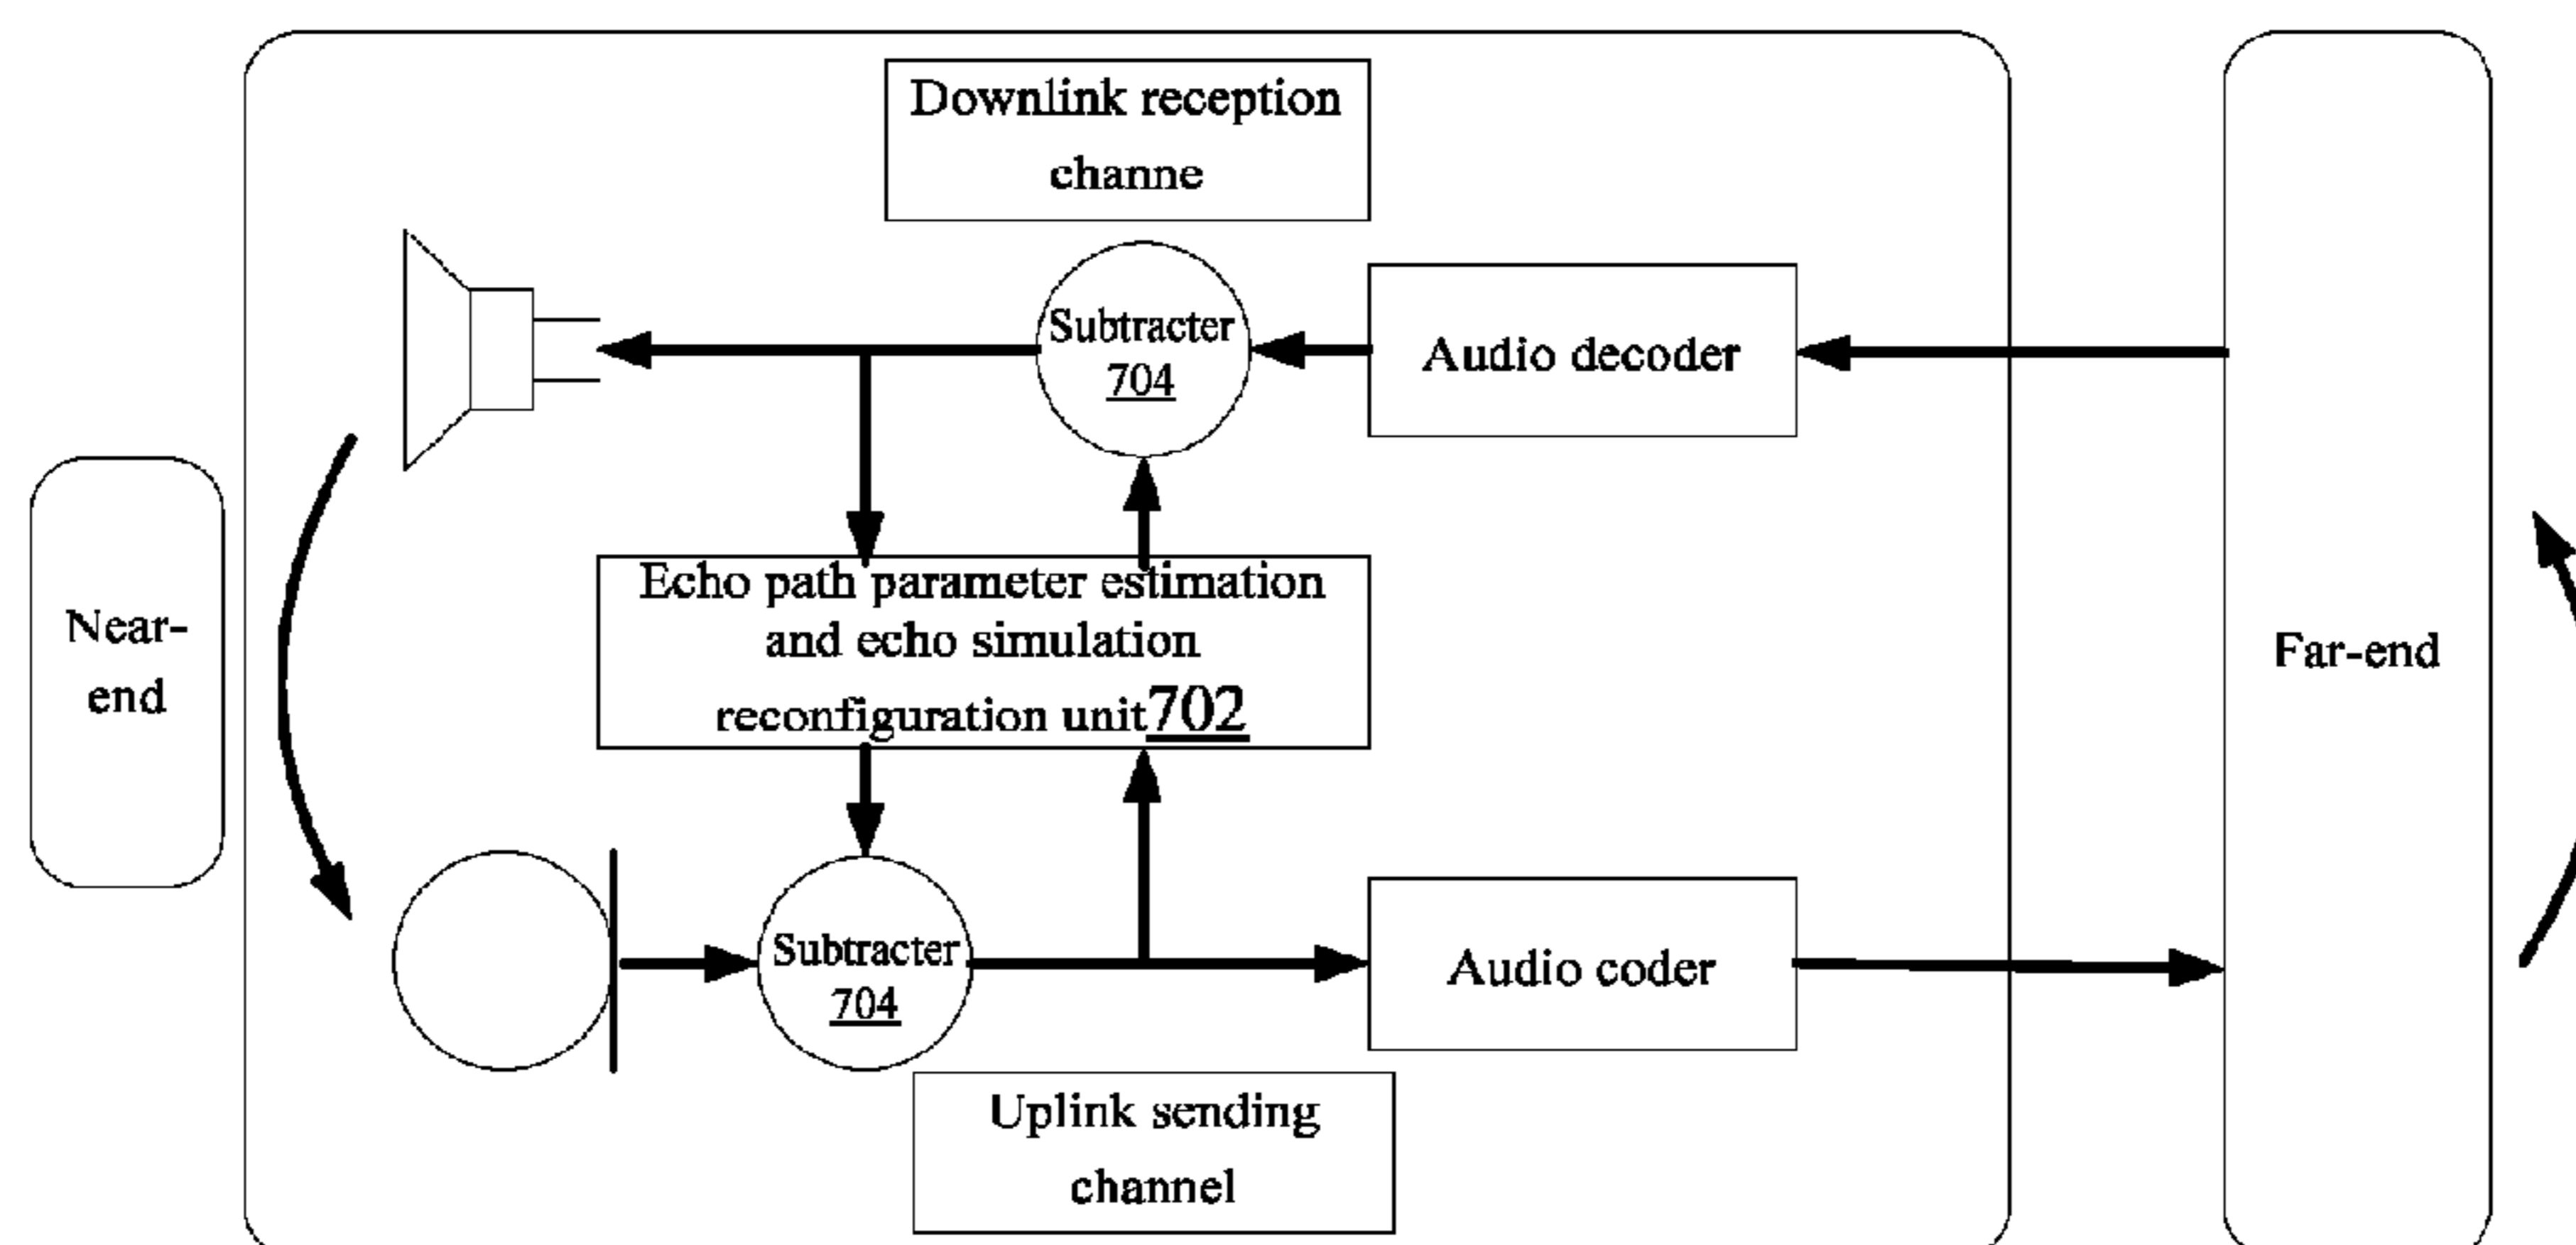 Downlink reception
channe
Subtracter
704
Audio decoder
Near-
end
Echo path parameter estimation
and echo simulation
reconfiguration unit702
Far-end
Subtracter
704
Audio coder
Uplink sending
channel